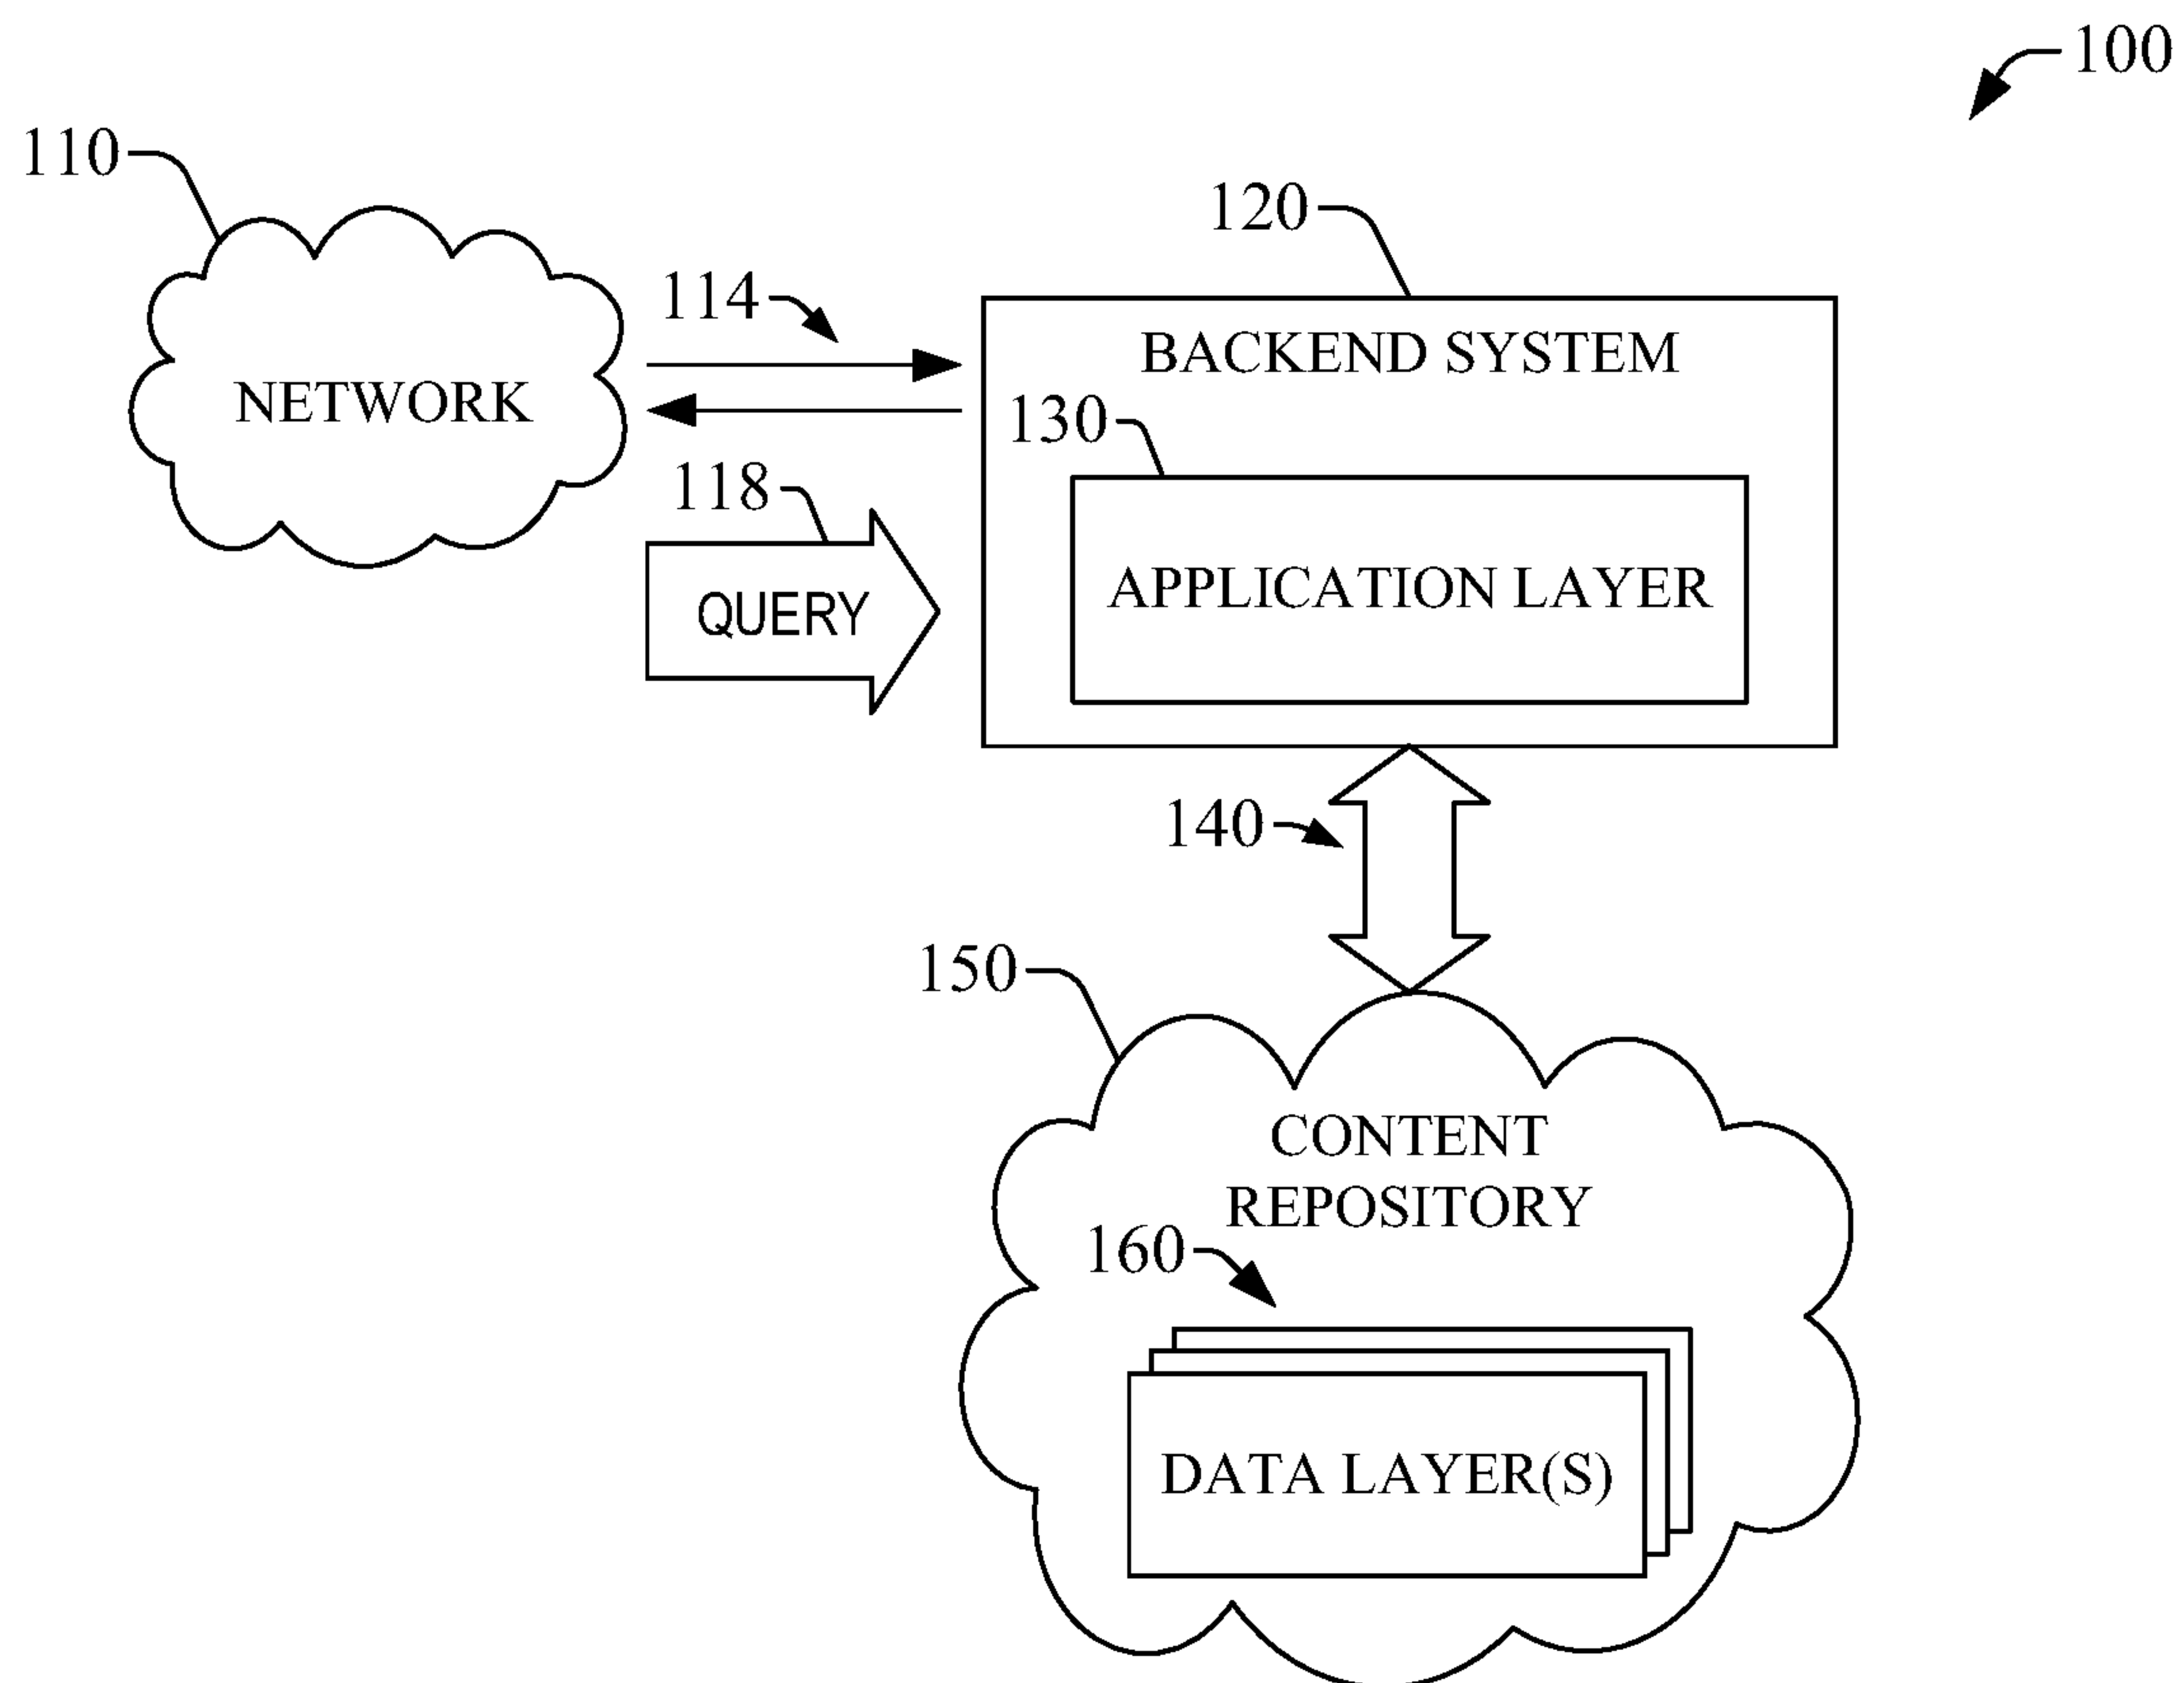 100
110
120
114
BACKEND SYSTEM
NETWORK
130
118
APPLICATION LAYER
QUERY
140
150
CONTENT
REPOSITORY
160
DATA LAYER(S)